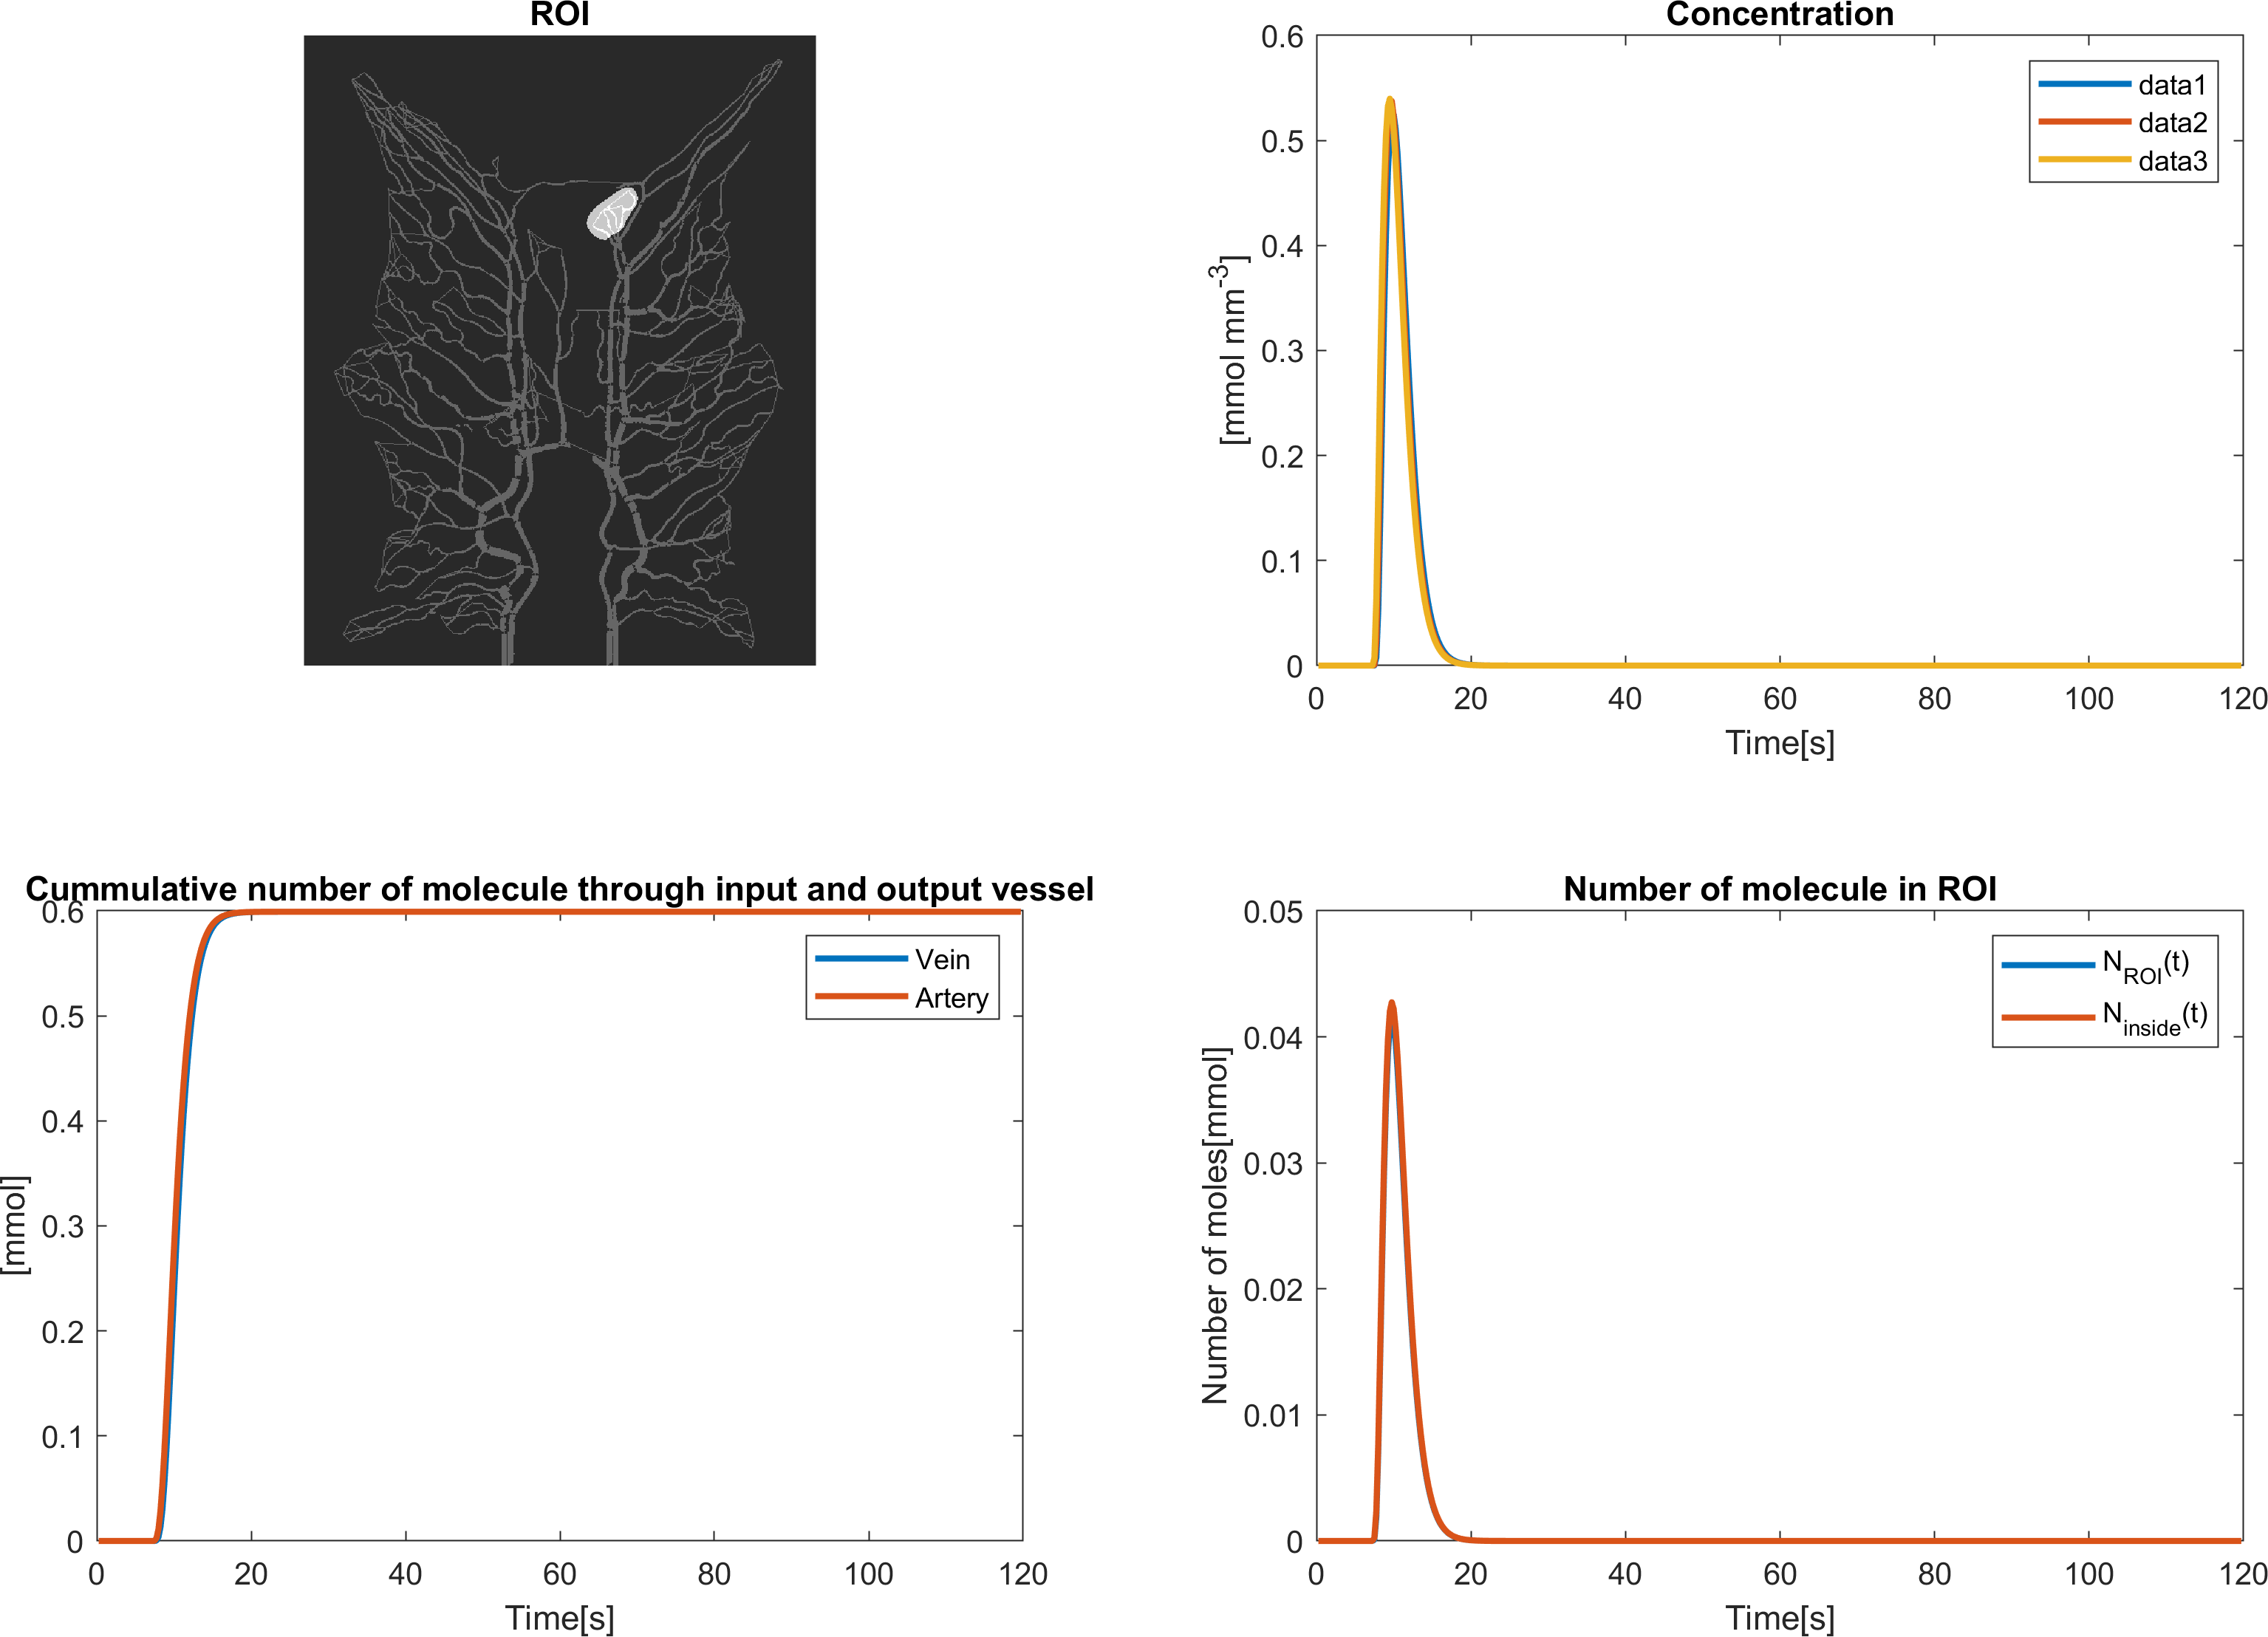 ROI
Concentration
0.6
0.5
0.4
0.3
0.2
0.1
0
[mmol mm-3]
data1
data2
data3
0 20 40 60 80 100 120
Time[s]
Cummulative number of molecule through input and output vessel
0.6
0.5
0.4
0.3
0.2
0.1
0
[mmol]
Vein
Artery
0 20 40 60 80 100 120
Time[s]
Number of molecule in ROI
0.05
0.04
0.03
0.02
0.01
0
Number of moles[mmol]
NROI(t)
Ninside(t)
0 20 40 60 80 100 120
Time[s]